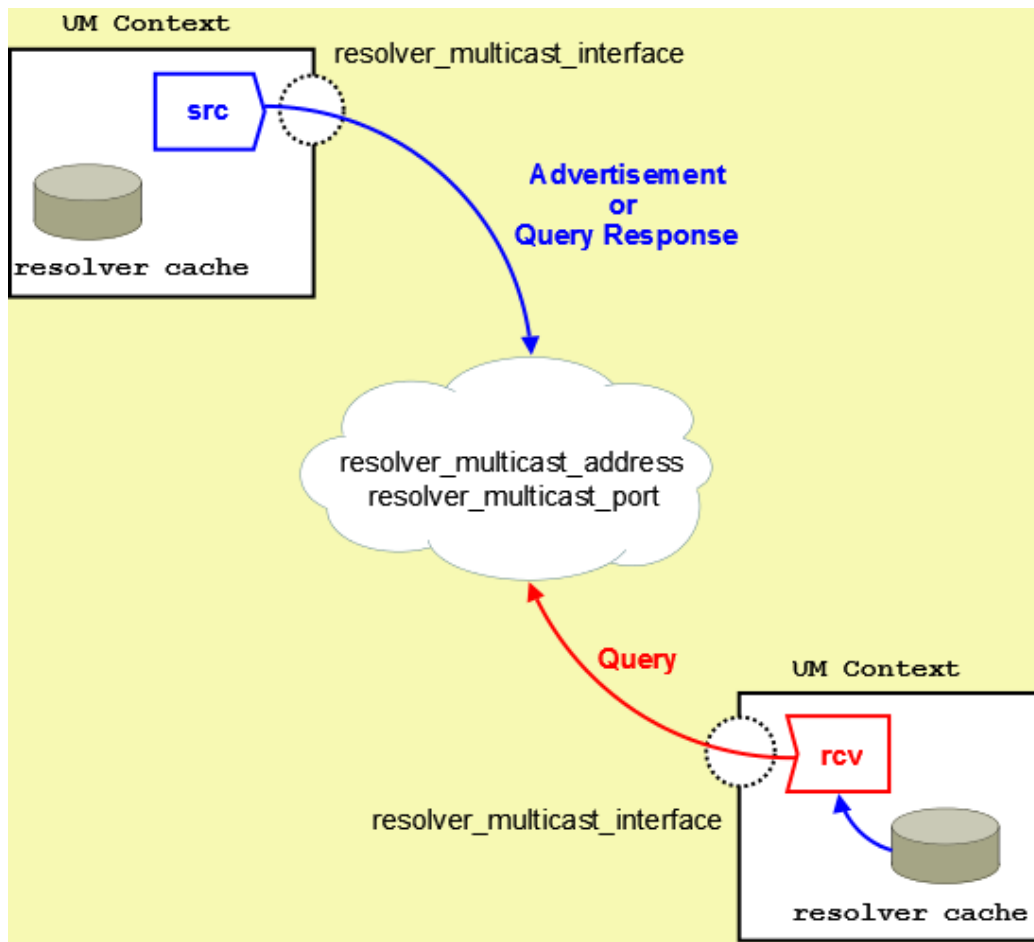 UM Context
resolver_multicast_interface
src
Advertisement
or
Query Response
resolver cache
resolver_multicast_address
resolver_multicast_port
Query
UM Context
rcv
resolver_multicast_interface
resolver cache